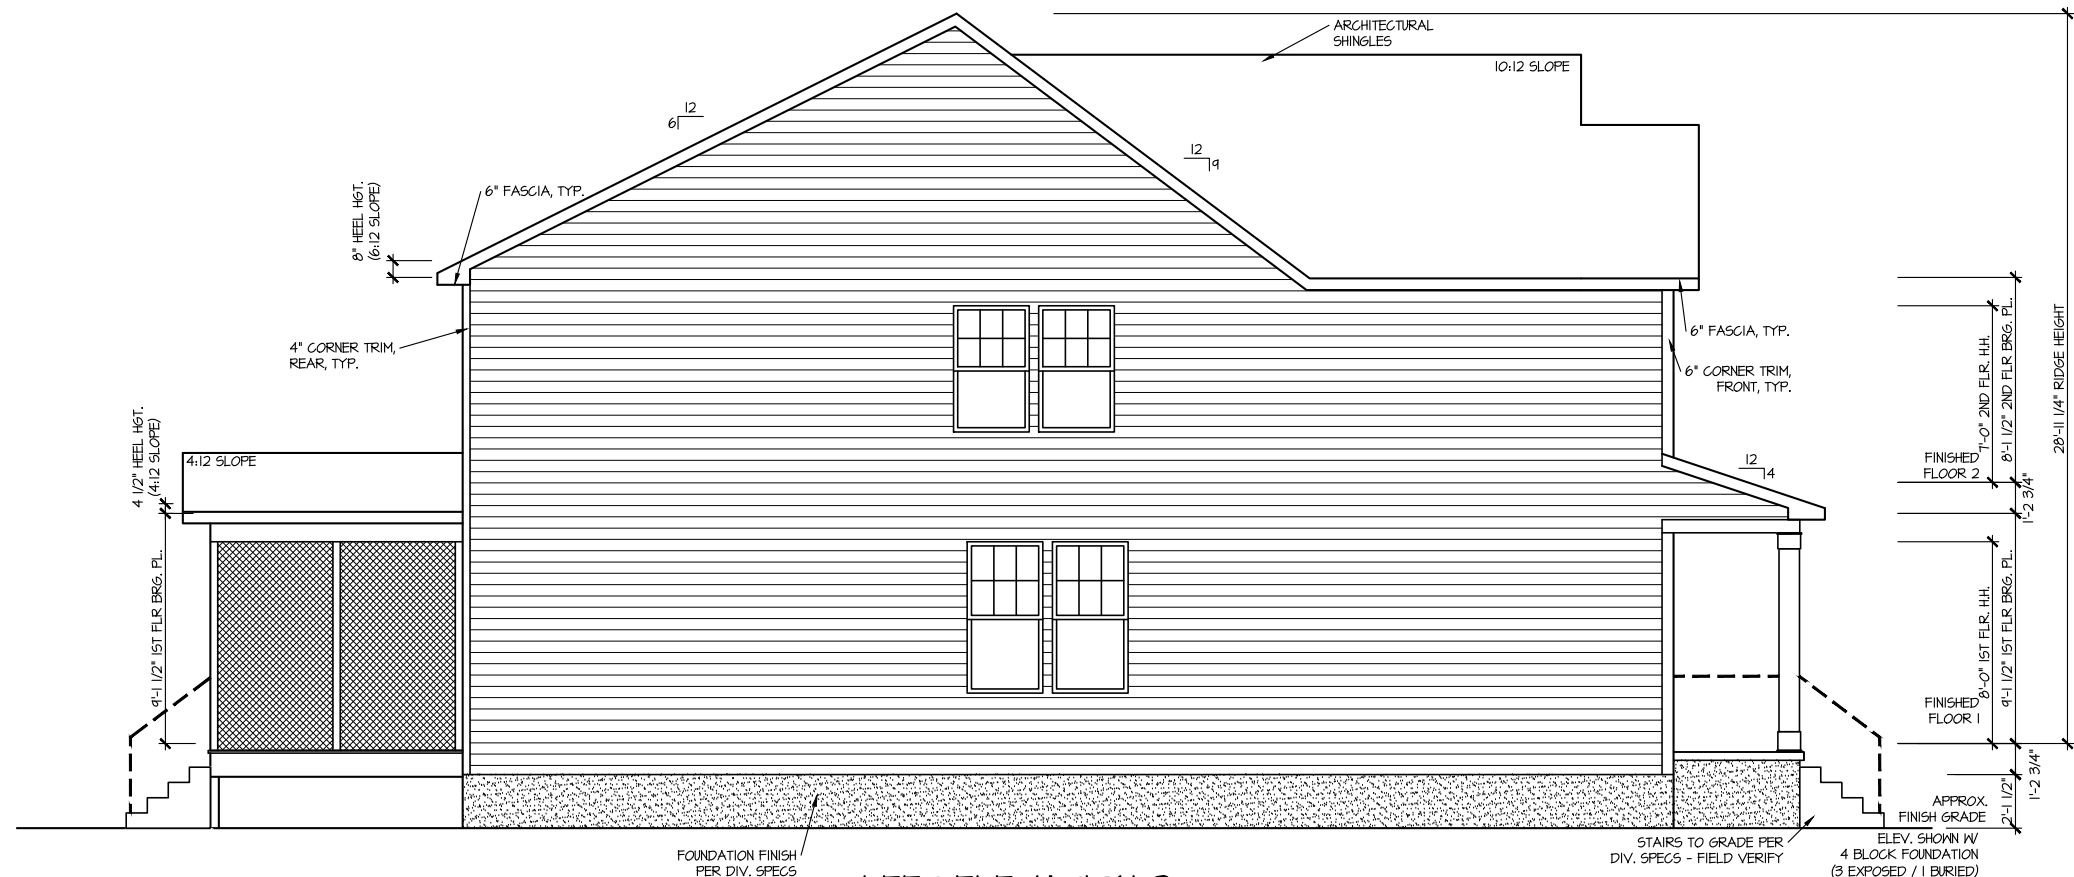 ARCHITECTURAL
SHINGLES
10:12 SLOPE
12
6
12
9
8" HEEL HGT.
(6:12 SLOPE)
6" FASCIA, TYP.
4" CORNER TRIM,
REAR, TYP.
6" FASCIA, TYP.
6" CORNER TRIM,
FRONT, TYP.
7'-0" 2ND FLR. H.H.
8'-1 1/2" 2ND FLR BRG. PL.
28'-11 1/4" RIDGE HEIGHT
4 1/2" HEEL HGT.
(4:12 SLOPE)
4:12 SLOPE
12
4
FINISHED
FLOOR 2
1'-2 3/4"
9'-1 1/2" 1ST FLR BRG. PL.
8'-0" 1ST FLR. H.H.
9'-1 1/2" 1ST FLR BRG. PL.
FINISHED
FLOOR 1
1'-2 3/4"
2'-1 1/2"
APPROX.
FINISH GRADE
ELEV. SHOWN W/
4 BLOCK FOUNDATION
(3 EXPOSED / 1 BURIED)
STAIRS TO GRADE PER
DIV. SPECS - FIELD VERIFY
FOUNDATION FINISH
PER DIV. SPECS